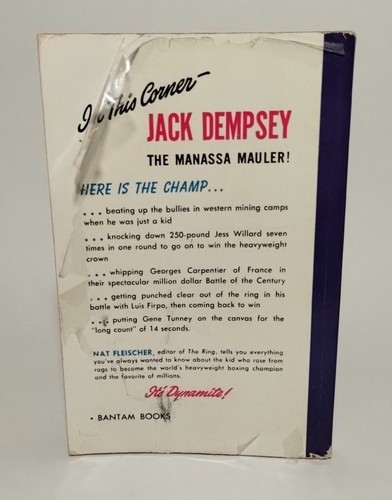 In This Corner—
JACK DEMPSEY
THE MANASSA MAULER!
HERE IS THE CHAMP...
... beating up the bullies in western mining camps
when he was just a kid
... knocking down 250-pound Jess Willard seven
times in one round to go on to win the heavyweight
crown
... whipping Georges Carpentier of France in
their spectacular million dollar Battle of the Century
... getting punched clear out of the ring in his
battle with Luis Firpo, then coming back to win
... putting Gene Tunney on the canvas for the
"long count" of 14 seconds.
NAT FLEISCHER, editor of The Ring, tells you everything
you've always wanted to know about the kid who rose from
rags to become the world's heavyweight boxing champion
and the favorite of millions.
It's Dynamite!
• BANTAM BOOKS